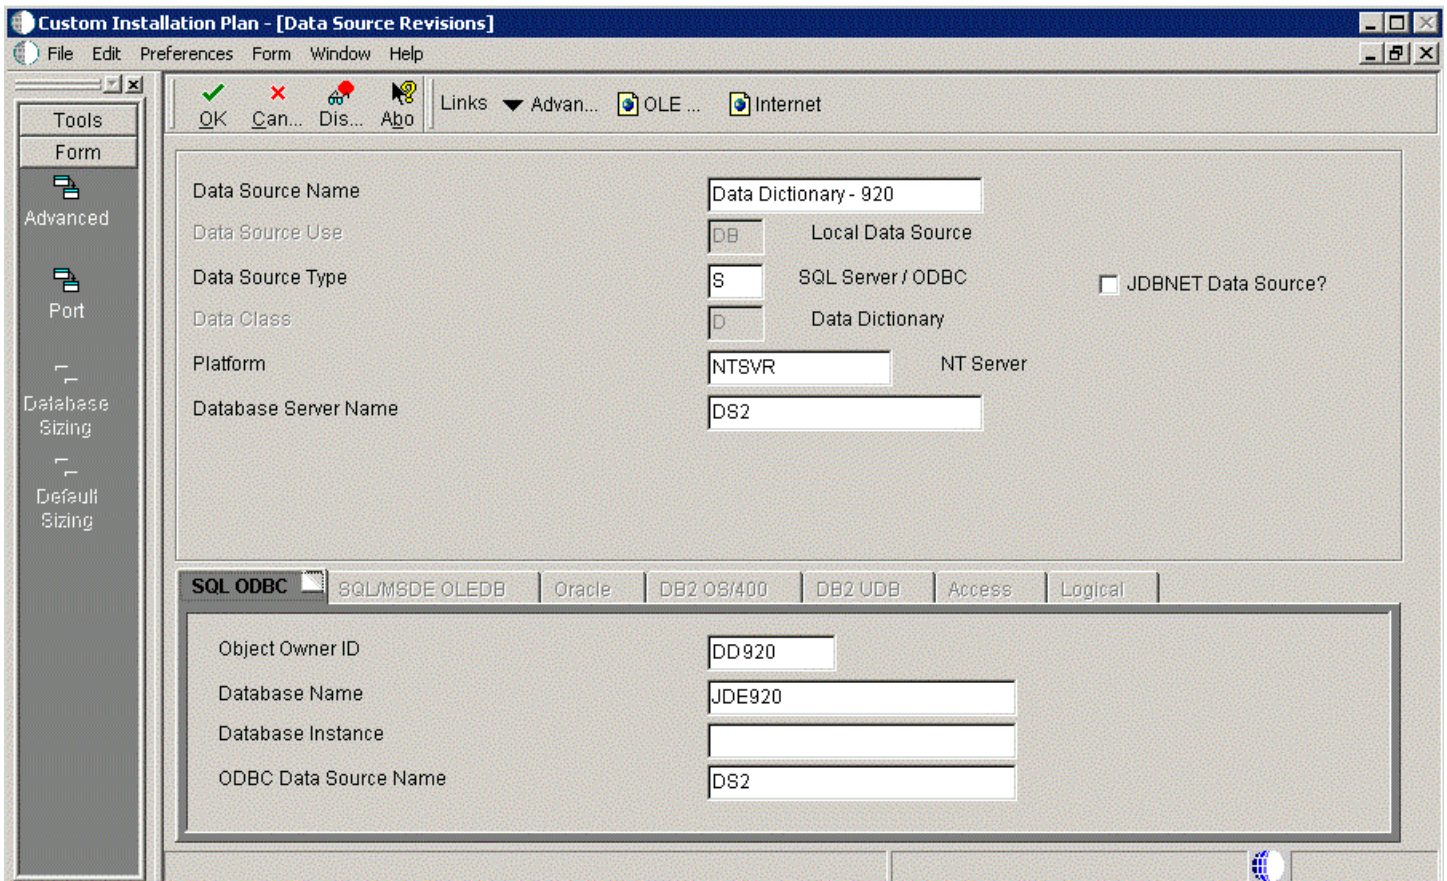 Custom Installation Plan - [Data Source Revisions]
File Edit Preferences Form Window Help
OK Can... Dis... Abo Links Advan... OLE ... Internet
Tools
Form
Advanced
Port
Database
Sizing
Default
Sizing
Data Source Name Data Dictionary - 920
Data Source Use DB Local Data Source
Data Source Type S SQL Server / ODBC JDBNET Data Source?
Data Class D Data Dictionary
Platform NTSVR NT Server
Database Server Name DS2
SQL ODBC SQL/MSDE OLEDB Oracle DB2 OS/400 DB2 UDB Access Logical
Object Owner ID DD920
Database Name JDE920
Database Instance
ODBC Data Source Name DS2